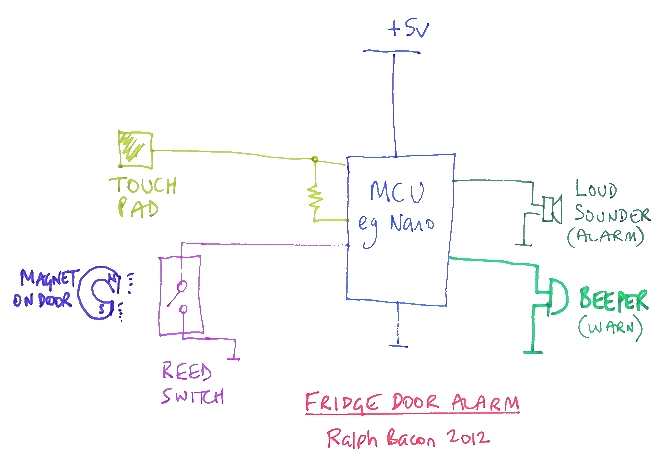 +5v
TOUCH
PAD
MCU
eg Nano
LOUD
SOUNDER
(ALARM)
MAGNET
ON DOOR
N
S
BEEPER
(WARN)
REED
SWITCH
FRIDGE DOOR ALARM
Ralph Bacon 2012